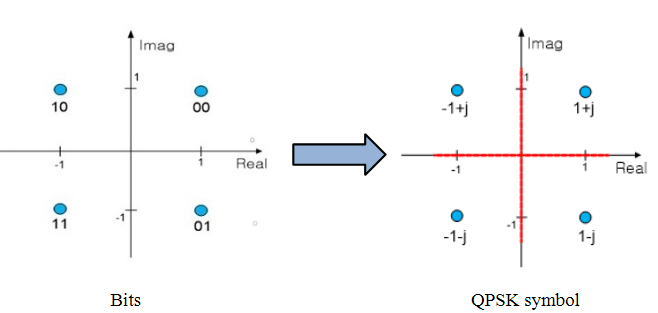 Imag
1
10
00
-1
1
Real
-1
11
01
Bits
Imag
1
-1+j
1+j
-1
1
Real
-1
-1-j
1-j
QPSK symbol